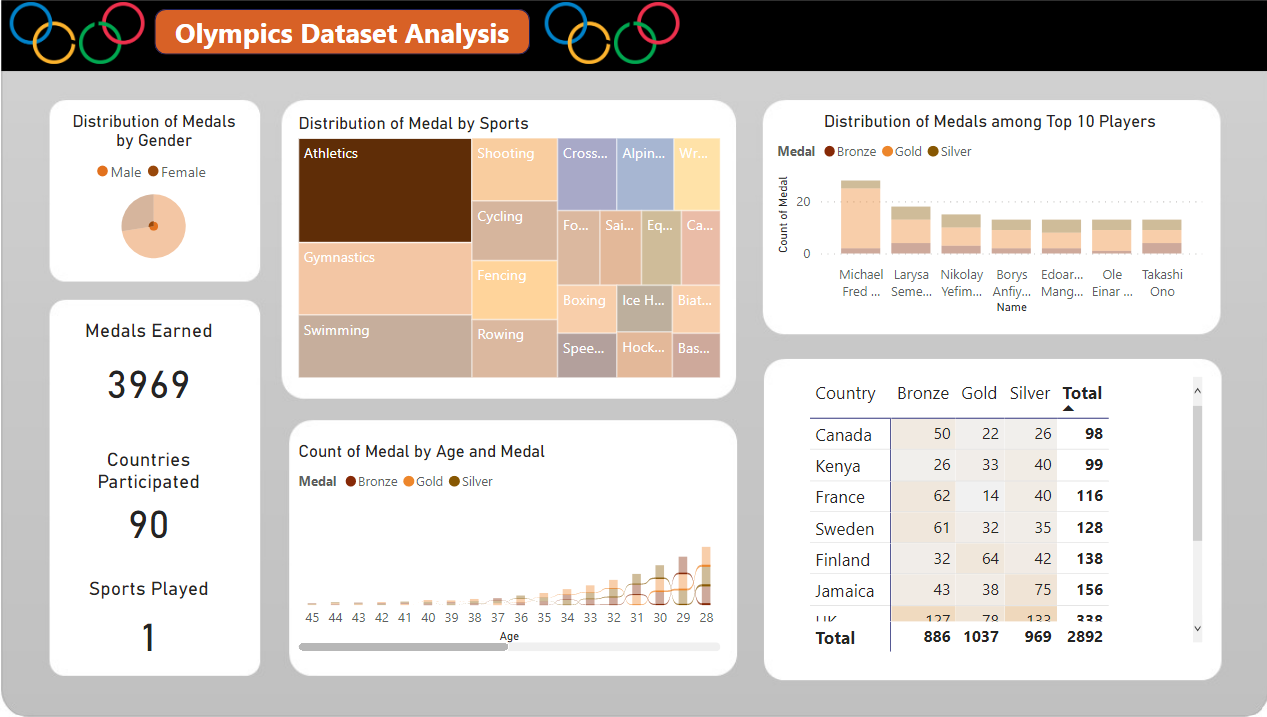 Olympics Dataset Analysis
Distribution of Medals
by Gender
Male Female
Medals Earned
3969
Countries
Participated
90
Sports Played
1
Distribution of Medal by Sports
Athletics
Gymnastics
Swimming
Shooting
Cycling
Fencing
Rowing
Cross...
Alpin...
Wr...
Fo...
Sai...
Eq...
Ca...
Boxing
Ice H...
Biat...
Spee...
Hock...
Bas...
Count of Medal by Age and Medal
Medal Bronze Gold Silver
45 44 43 42 41 40 39 38 37 36 35 34 33 32 31 30 29 28
Age
Distribution of Medals among Top 10 Players
Medal Bronze Gold Silver
Count of Medal
20
0
Michael Larysa Nikolay Borys Edoar... Ole Takashi
Fred ... Seme... Yefim... Anfiy... Mang... Einar ... Ono
Name
Country Bronze Gold Silver Total
Canada 50 22 26 98
Kenya 26 33 40 99
France 62 14 40 116
Sweden 61 32 35 128
Finland 32 64 42 138
Jamaica 43 38 75 156
UK 127 78 133 338
Total 886 1037 969 2892